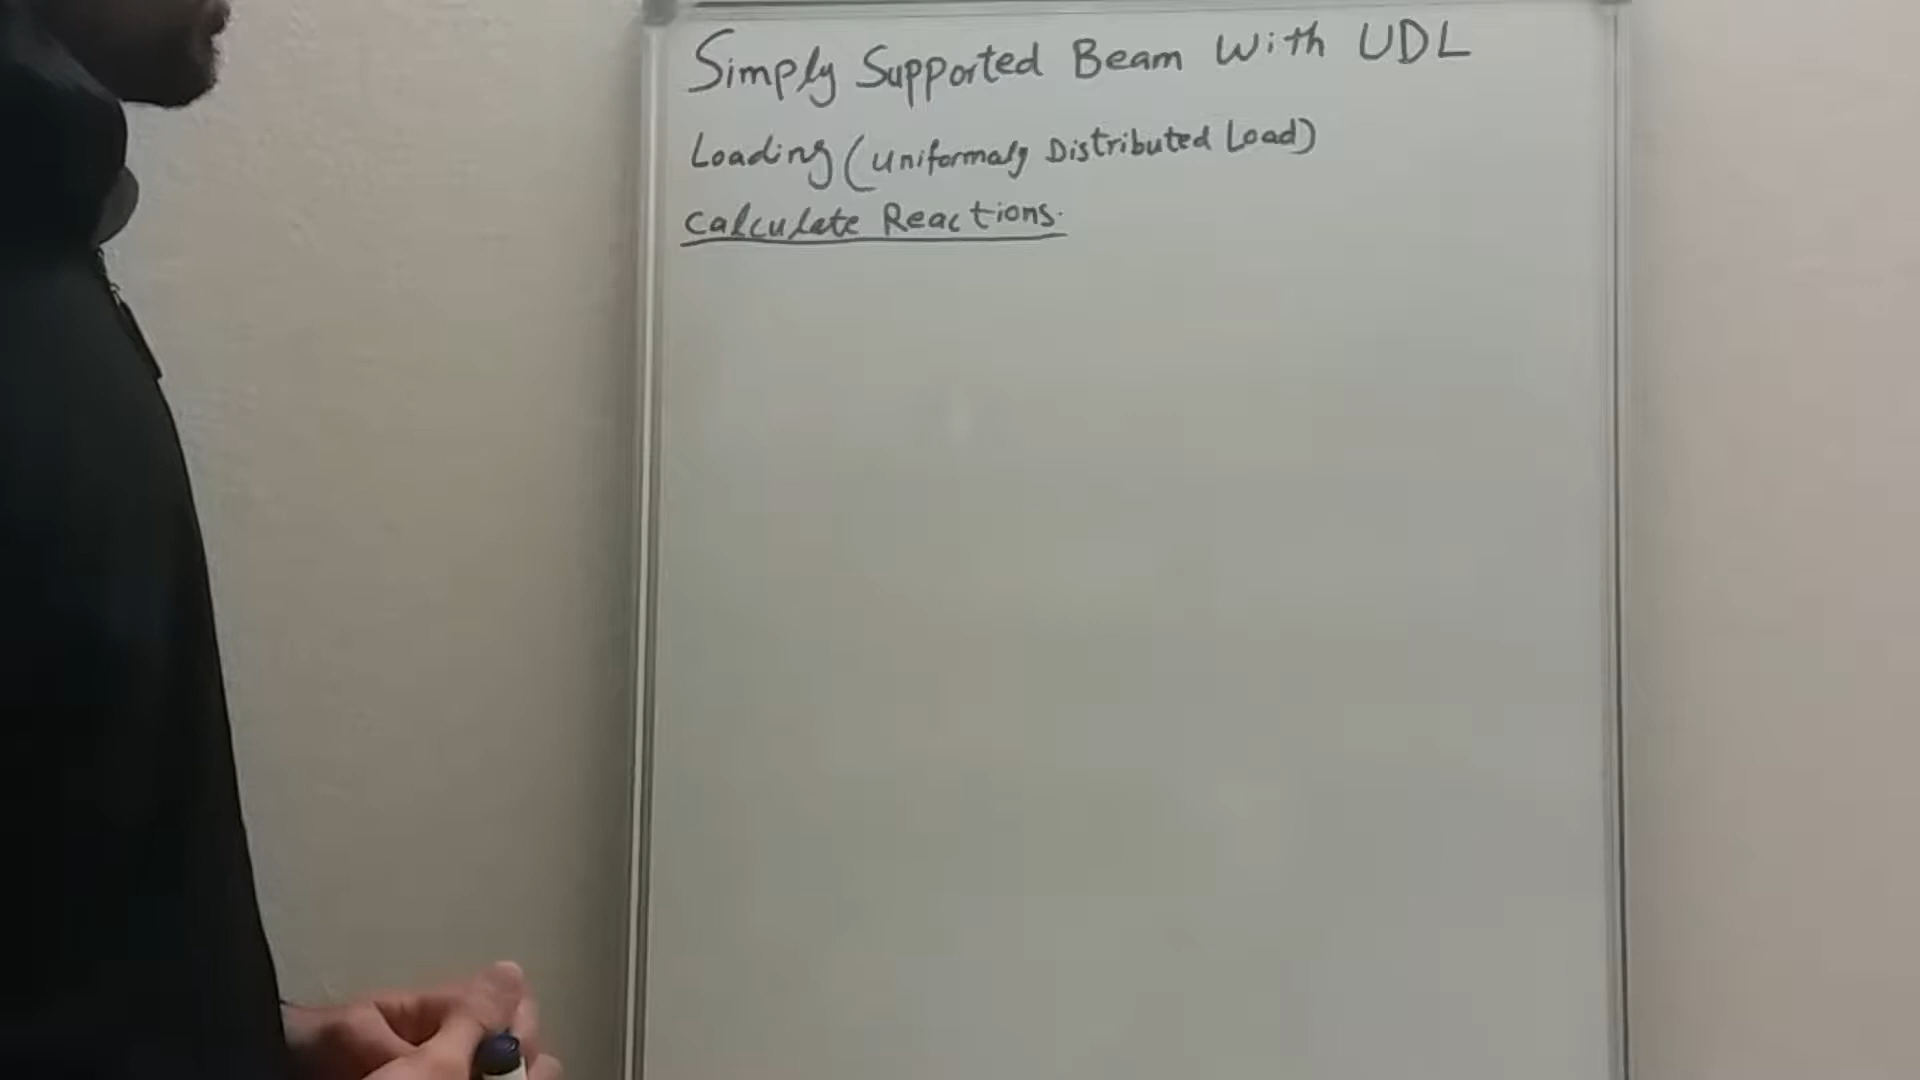 Simply Supported Beam With UDL
Loading (Uniformaly Distributed Load)
Calculate Reactions.